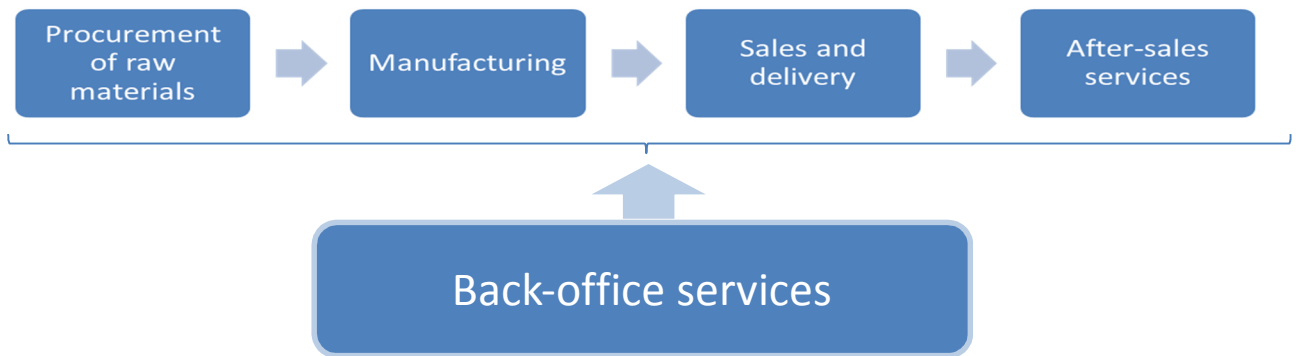 Procurement
of raw
materials
Manufacturing
Sales and
delivery
After-sales
services
Back-office services